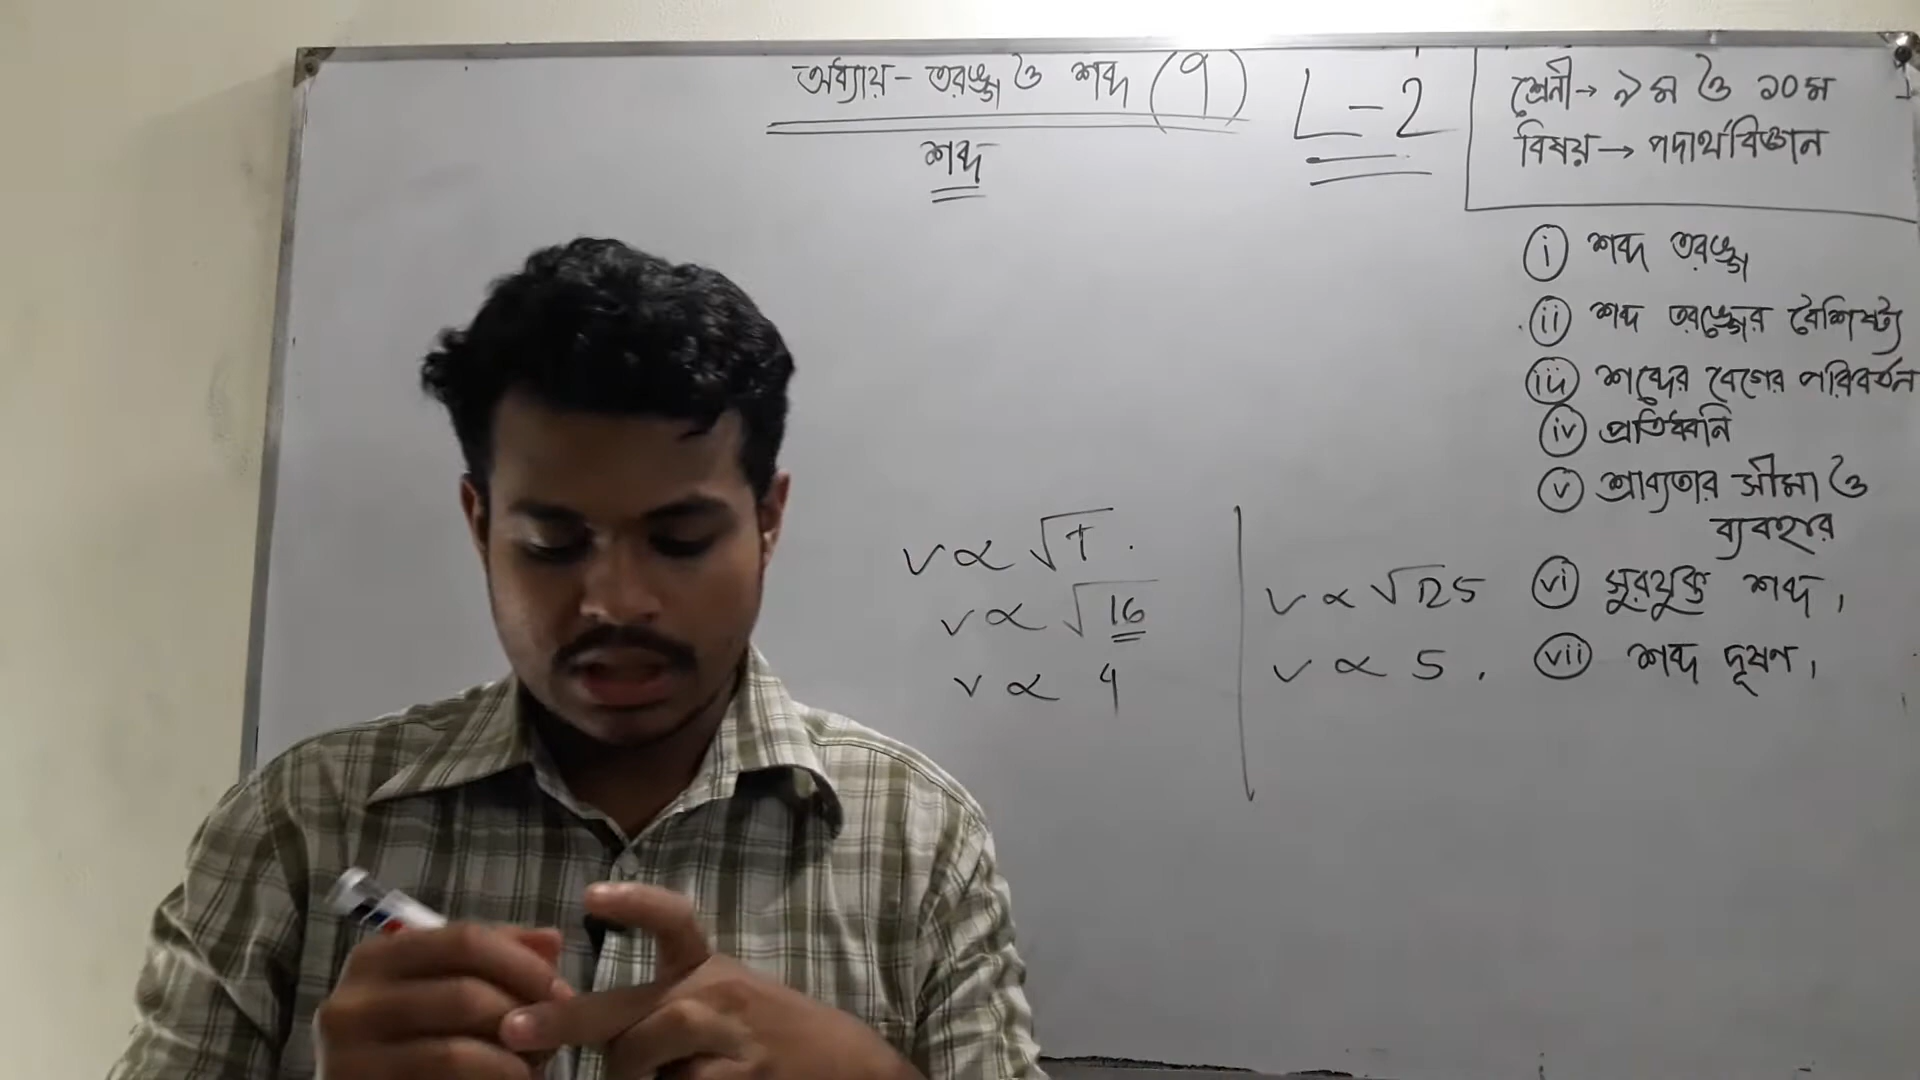 অধ্যায় - তরঙ্গ ও শব্দ (৭)
শব্দ
L-2
শ্রেনী → ৯ম ও ১০ম
বিষয় → পদার্থবিজ্ঞান
(i) শব্দ তরঙ্গ
(ii) শব্দ তরঙ্গের বৈশিষ্ট্য
(iii) শব্দের বেগের পরিবর্তন
(iv) প্রতিধ্বনি
(v) শ্রাব্যতার সীমা ও
ব্যবহার
(vi) সুরযুক্ত শব্দ,
(vii) শব্দ দূষণ,
v ∝ √T.
v ∝ √16
v ∝ 4
v ∝ 5.